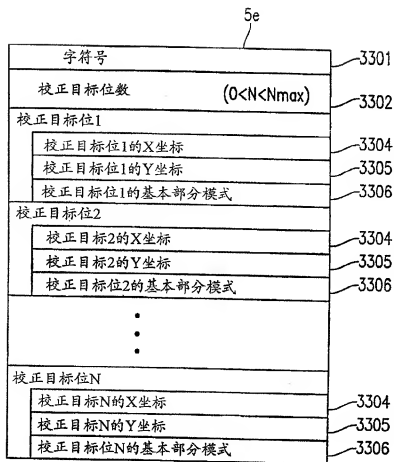 5e
字符号 3301
校正目标位数 (0<N<Nmax) 3302
校正目标位1
校正目标位1的X坐标 3304
校正目标位1的Y坐标 3305
校正目标位1的基本部分模式 3306
校正目标位2
校正目标2的X坐标 3304
校正目标2的Y坐标 3305
校正目标位2的基本部分模式 3306
校正目标位N
校正目标N的X坐标 3304
校正目标N的Y坐标 3305
校正目标位N的基本部分模式 3306